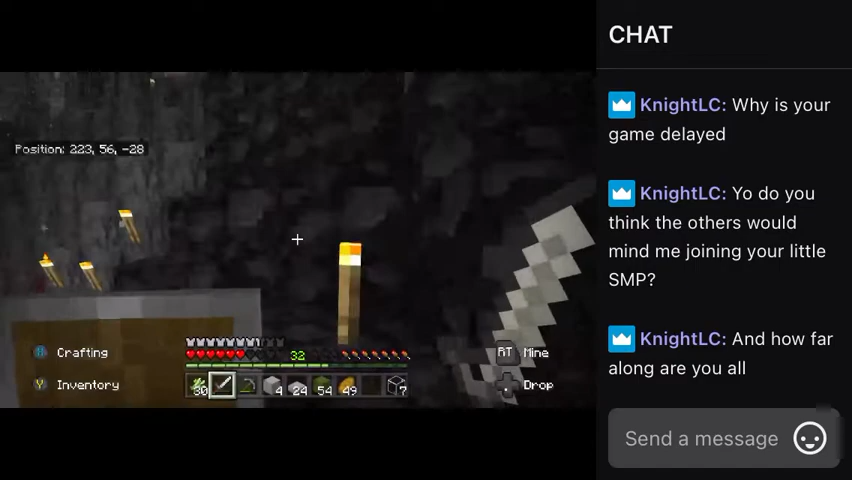 CHAT
KnightLC: Why is your
game delayed
KnightLC: Yo do you
think the others would
mind me joining your little
SMP?
KnightLC: And how far
along are you all
Send a message
Position: 223, 56, -28
32
X Crafting
RT Mine
Y Inventory
Drop
30
4
24
54
49
7